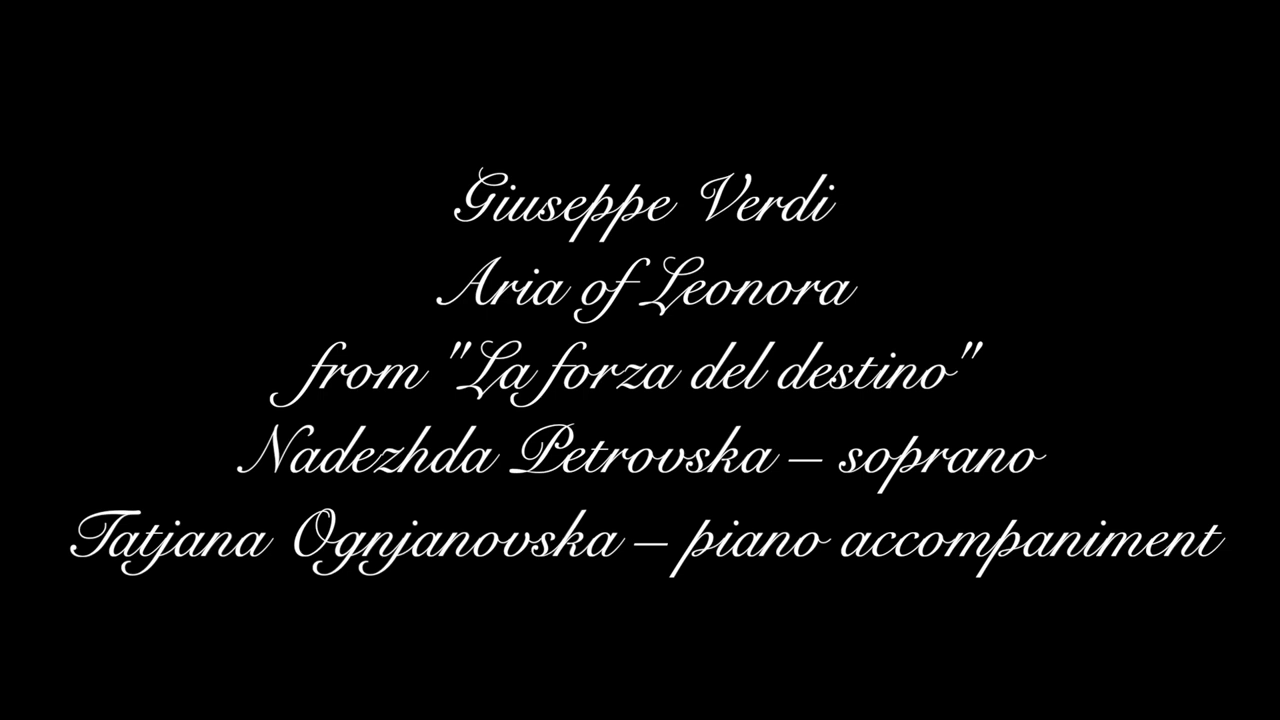 Giuseppe Verdi
Aria of Leonora
from "La forza del destino"
Nadezhda Petrovska – soprano
Tatjana Ognjanovska – piano accompaniment